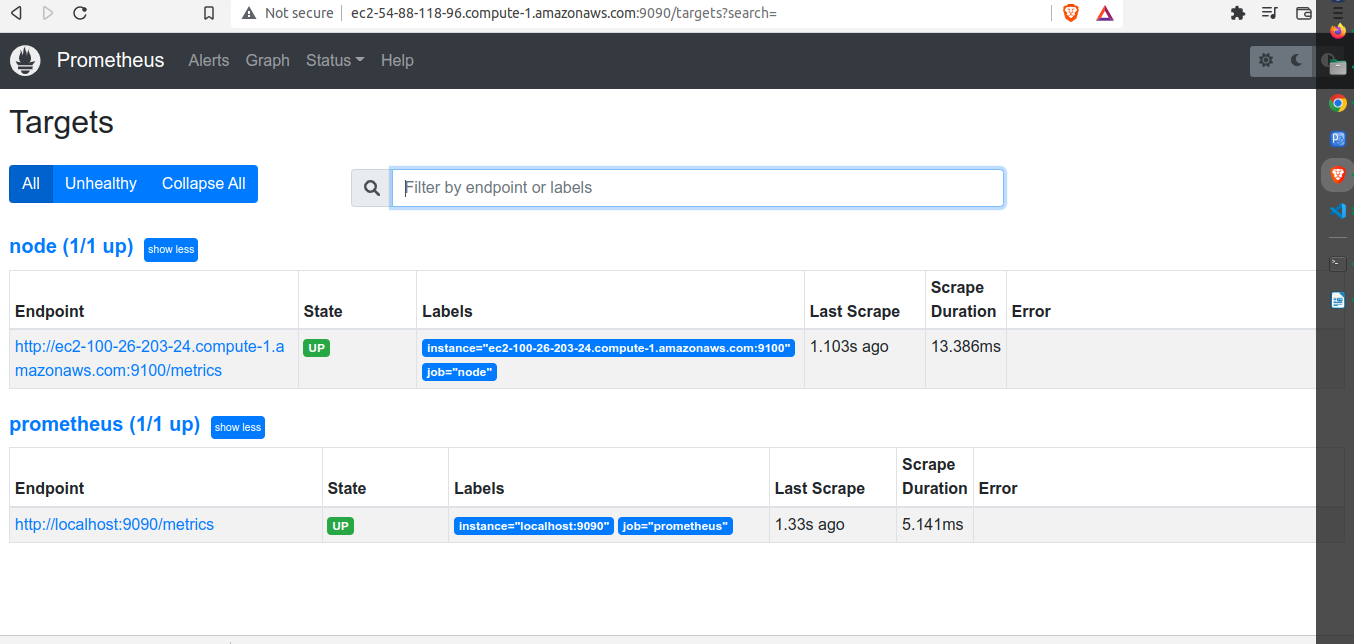 Not secure ec2-54-88-118-96.compute-1.amazonaws.com:9090/targets?search=
Prometheus Alerts Graph Status Help
Targets
All Unhealthy Collapse All
Filter by endpoint or labels
node (1/1 up) show less
Endpoint State Labels Last Scrape Scrape Duration Error
http://ec2-100-26-203-24.compute-1.a
mazonaws.com:9100/metrics
UP
instance="ec2-100-26-203-24.compute-1.amazonaws.com:9100"
job="node"
1.103s ago 13.386ms
prometheus (1/1 up) show less
Endpoint State Labels Last Scrape Scrape Duration Error
http://localhost:9090/metrics UP instance="localhost:9090" job="prometheus" 1.33s ago 5.141ms